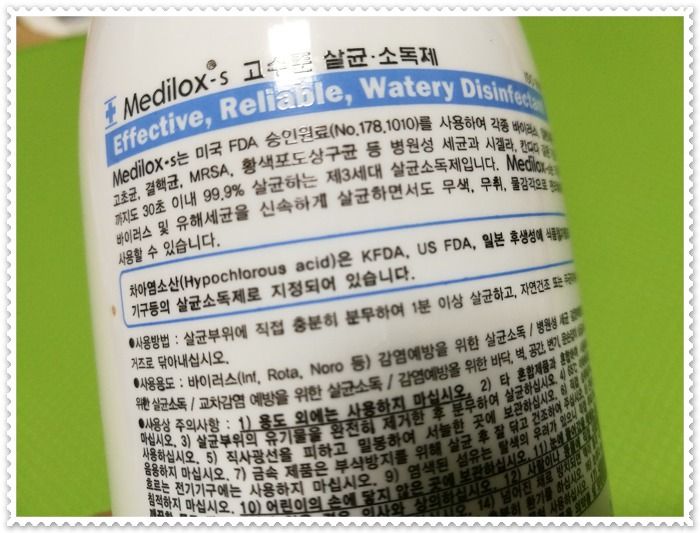 Medilox-s 고수준 살균·소독제
Effective, Reliable, Watery Disinfectant
Medilox-s는 미국 FDA 승인원료(No.178,1010)를 사용하여 각종 바이러스
고초균, 결핵균, MRSA, 황색포도상구균 등 병원성 세균과 시겔라, 칸디다
까지도 30초 이내 99.9% 살균하는 제3세대 살균소독제입니다. Medilox-s
바이러스 및 유해세균을 신속하게 살균하면서도 무색, 무취, 물감각으로
사용할 수 있습니다.
차아염소산(Hypochlorous acid)은 KFDA, US FDA, 일본 후생성에
기구등의 살균소독제로 지정되어 있습니다.
●사용방법 : 살균부위에 직접 충분히 분무하여 1분 이상 살균하고, 자연건조 또는
거즈로 닦아내십시오.
●사용용도 : 바이러스(Inf, Rota, Noro 등) 감염예방을 위한 살균소독 / 병원성 세균
위한 살균소독 / 교차감염 예방을 위한 살균소독 / 감염예방을 위한 바닥, 벽, 공간, 변기
●사용상 주의사항 : 1) 용도 외에는 사용하지 마십시오. 2) 타 혼합제품과
마십시오. 3) 살균부위의 유기물을 완전히 제거한 후 분무하여 살균하십시오.
사용하십시오. 5) 직사광선을 피하고 밀봉하여 서늘한 곳에 보관하십시오.
음용하지 마십시오. 7) 금속 제품은 부식방지를 위해 살균 후 잘 닦고 건조하여
흐르는 전기기구에는 사용하지 마십시오. 9) 염색된 섬유는 탈색의 우려가 있으니
침적하지 마십시오. 10) 어린이의 손에 닿지 않은 곳에 보관하십시오. 11)